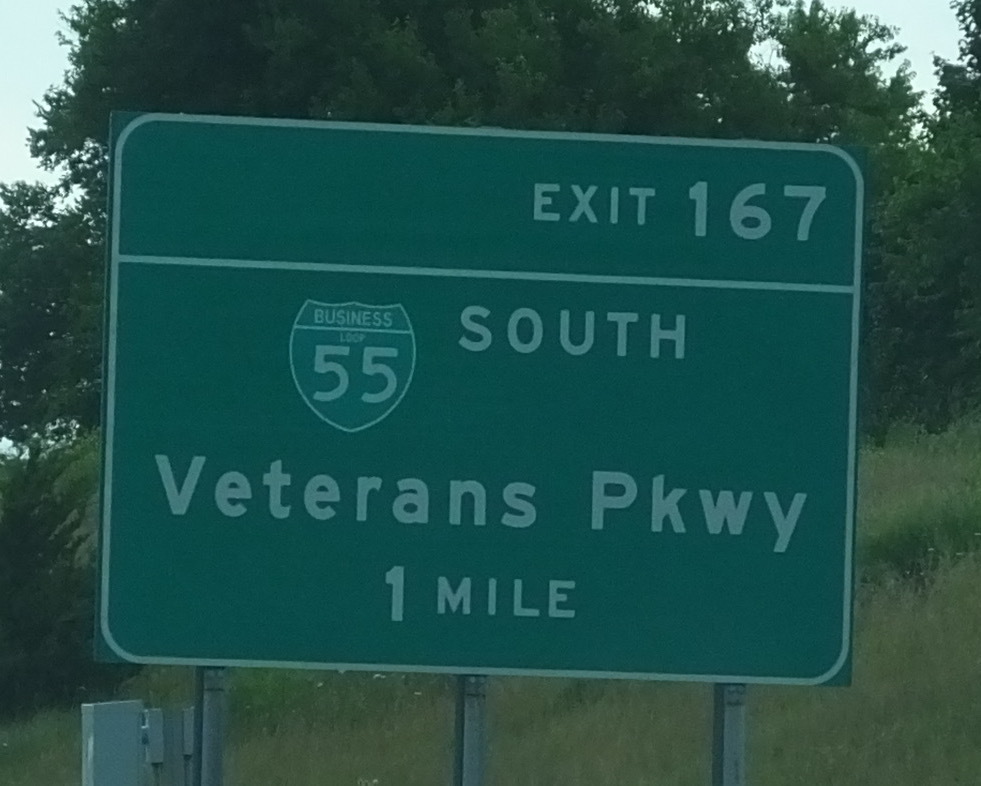 EXIT 167
BUSINESS
LOOP
55
SOUTH
Veterans Pkwy
1 MILE